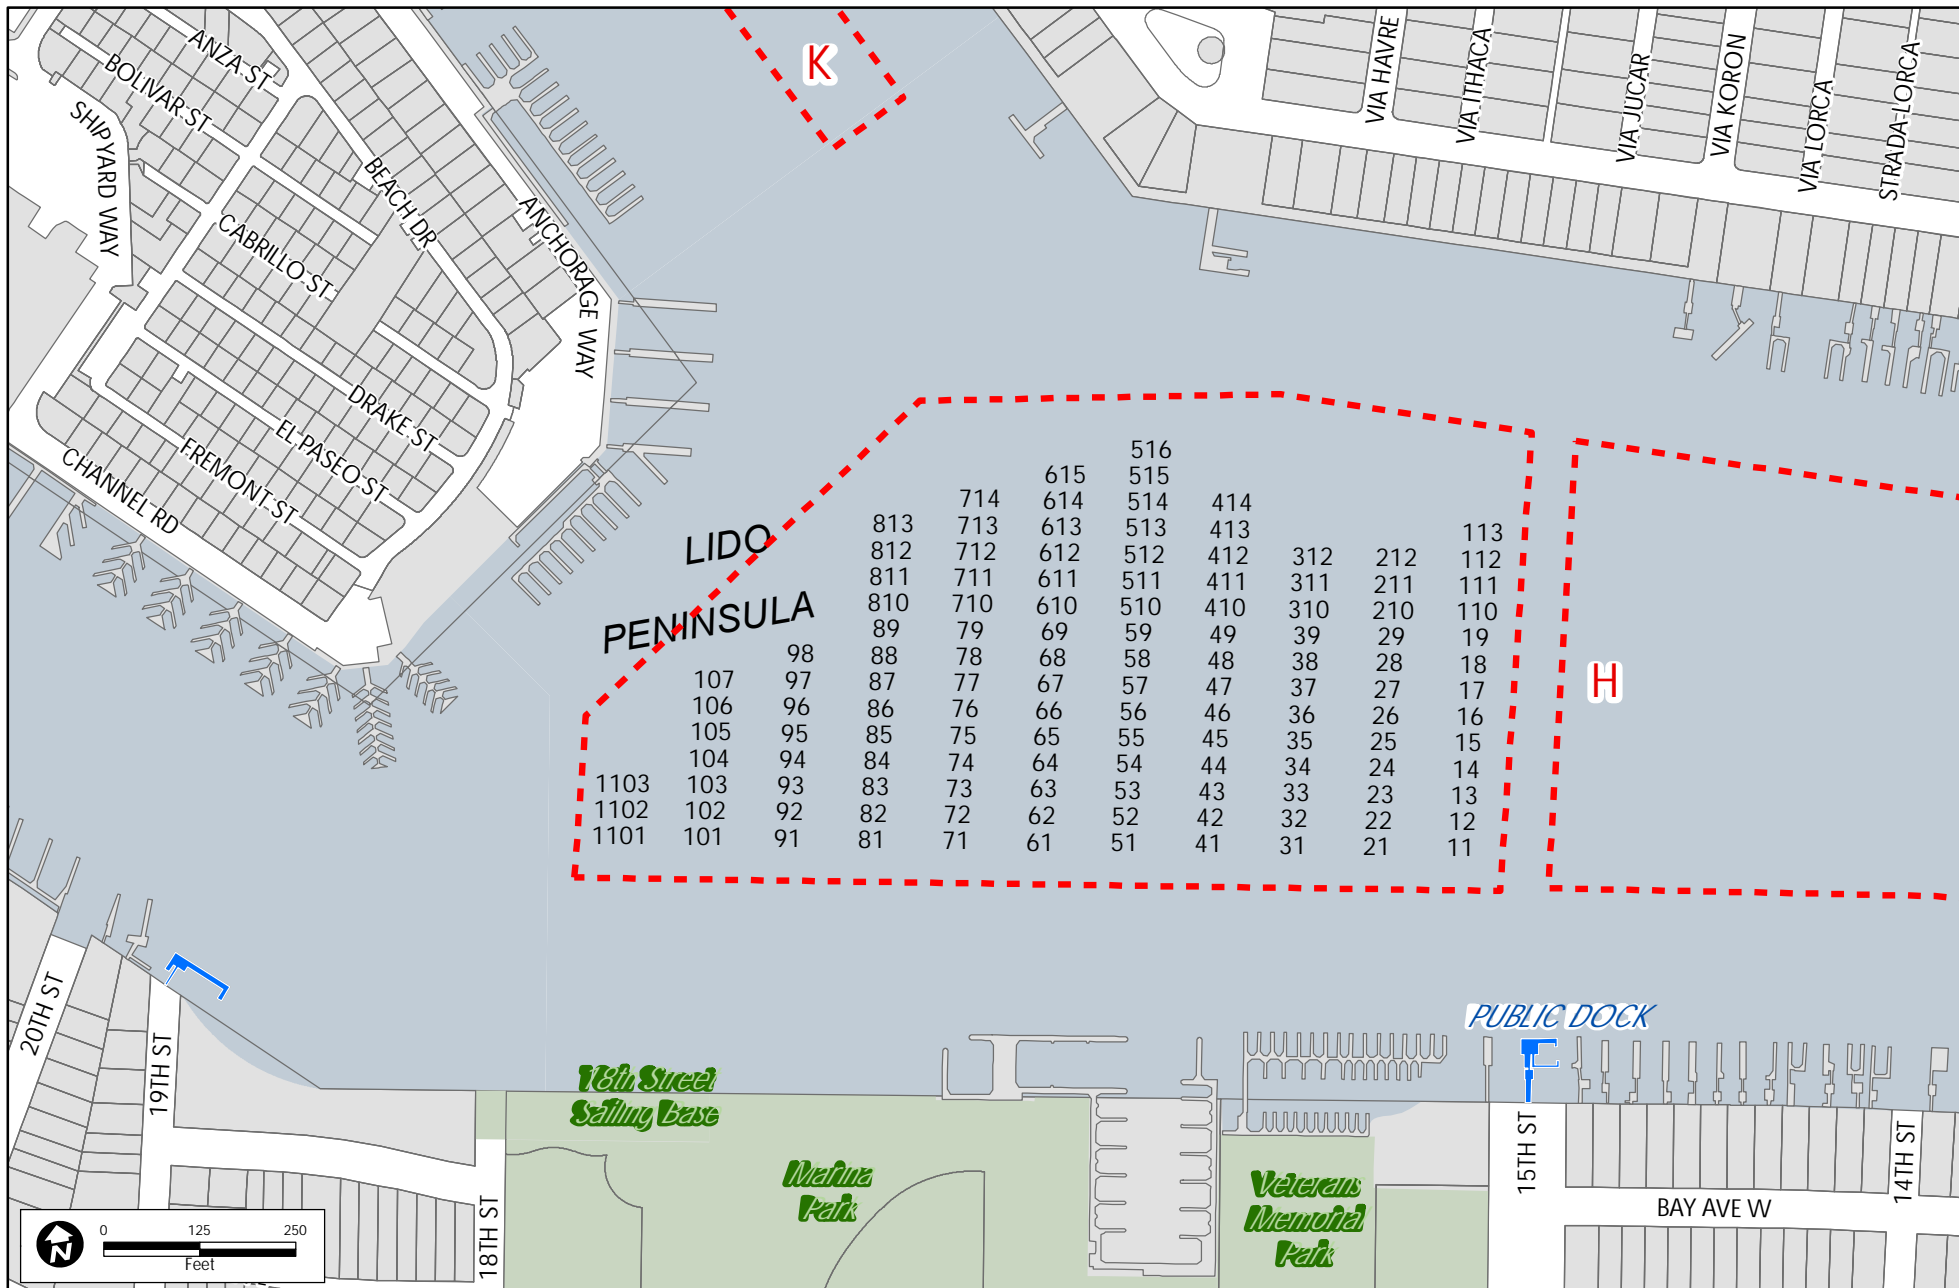 K
ANZA ST
BOLIVAR ST
SHIPYARD WAY
BEACH DR
CABRILLO ST
ANCHORAGE WAY
DRAKE ST
EL PASEO ST
FREMONT ST
CHANNEL RD
VIA HAVRE
VIA ITHACA
VIA JUCAR
VIA KORON
VIA LORCA
STRADA LORCA
LIDO
PENINSULA
H
516
615 515
714 614 514 414
813 713 613 513 413 113
812 712 612 512 412 312 212 112
811 711 611 511 411 311 211 111
810 710 610 510 410 310 210 110
89 79 69 59 49 39 29 19
98 88 78 68 58 48 38 28 18
107 97 87 77 67 57 47 37 27 17
106 96 86 76 66 56 46 36 26 16
105 95 85 75 65 55 45 35 25 15
104 94 84 74 64 54 44 34 24 14
1103 103 93 83 73 63 53 43 33 23 13
1102 102 92 82 72 62 52 42 32 22 12
1101 101 91 81 71 61 51 41 31 21 11
20TH ST
19TH ST
18TH ST
18th Street
Sailing Base
Marina
Park
Veterans
Memorial
Park
PUBLIC DOCK
15TH ST
14TH ST
BAY AVE W
N
0 125 250
Feet